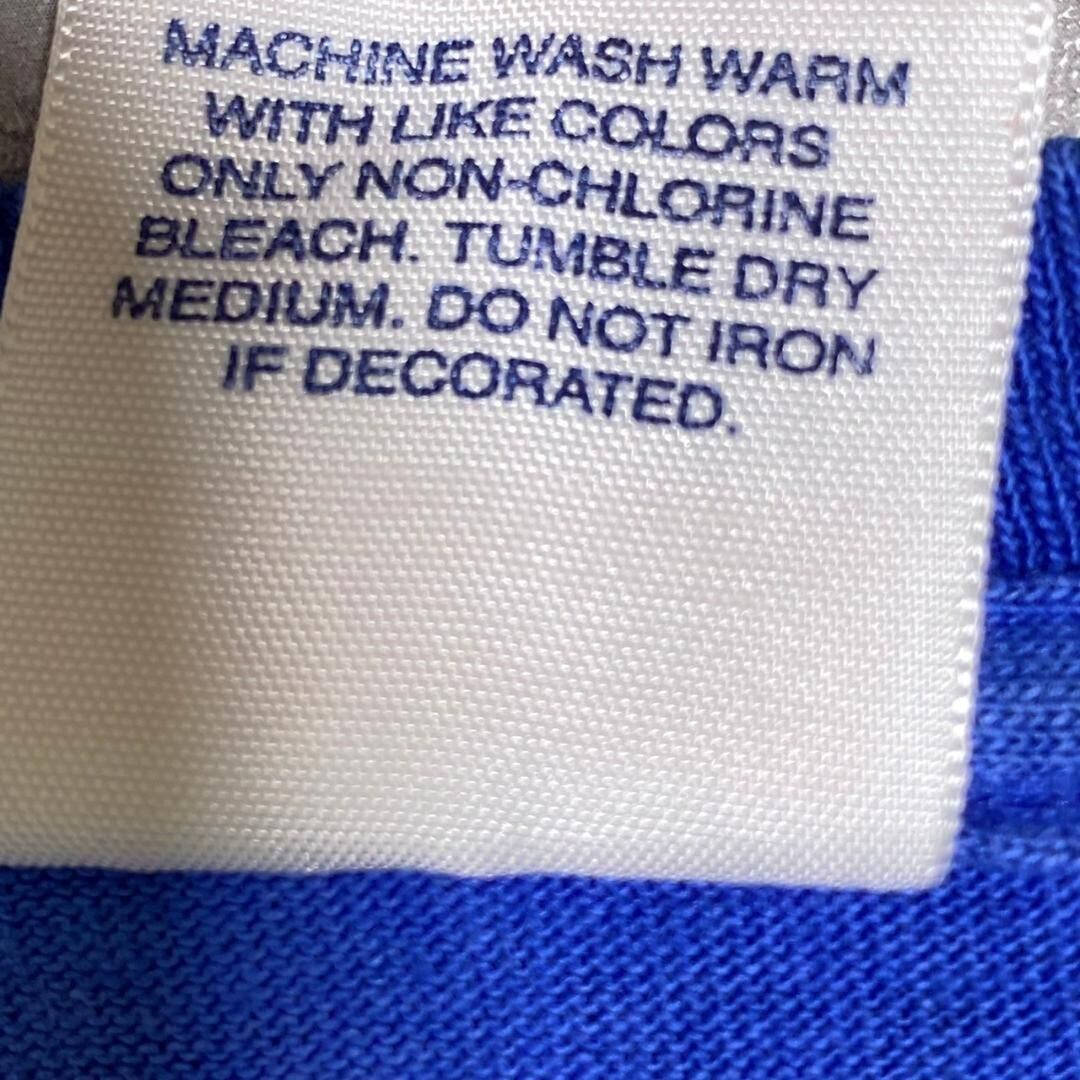 MACHINE WASH WARM
WITH LIKE COLORS
ONLY NON-CHLORINE
BLEACH. TUMBLE DRY
MEDIUM. DO NOT IRON
IF DECORATED.